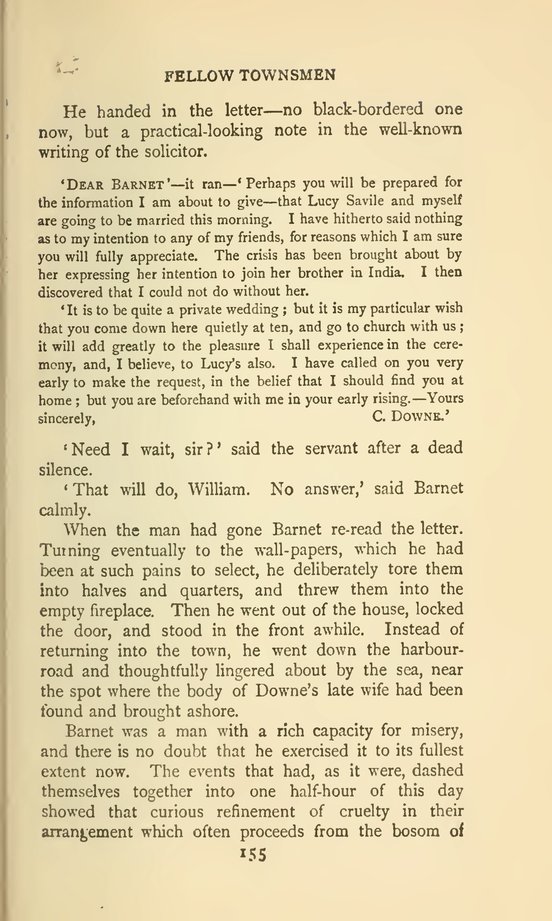 FELLOW TOWNSMEN
He handed in the letter—no black-bordered one
now, but a practical-looking note in the well-known
writing of the solicitor.
‘DEAR BARNET’—it ran—‘Perhaps you will be prepared for
the information I am about to give—that Lucy Savile and myself
are going to be married this morning. I have hitherto said nothing
as to my intention to any of my friends, for reasons which I am sure
you will fully appreciate. The crisis has been brought about by
her expressing her intention to join her brother in India. I then
discovered that I could not do without her.
‘It is to be quite a private wedding ; but it is my particular wish
that you come down here quietly at ten, and go to church with us ;
it will add greatly to the pleasure I shall experience in the cere-
mony, and, I believe, to Lucy’s also. I have called on you very
early to make the request, in the belief that I should find you at
home ; but you are beforehand with me in your early rising.—Yours
sincerely, C. DOWNE.’
‘Need I wait, sir?’ said the servant after a dead
silence.
‘That will do, William. No answer,’ said Barnet
calmly.
When the man had gone Barnet re-read the letter.
Turning eventually to the wall-papers, which he had
been at such pains to select, he deliberately tore them
into halves and quarters, and threw them into the
empty fireplace. Then he went out of the house, locked
the door, and stood in the front awhile. Instead of
returning into the town, he went down the harbour-
road and thoughtfully lingered about by the sea, near
the spot where the body of Downe’s late wife had been
found and brought ashore.
Barnet was a man with a rich capacity for misery,
and there is no doubt that he exercised it to its fullest
extent now. The events that had, as it were, dashed
themselves together into one half-hour of this day
showed that curious refinement of cruelty in their
arrangement which often proceeds from the bosom of
155